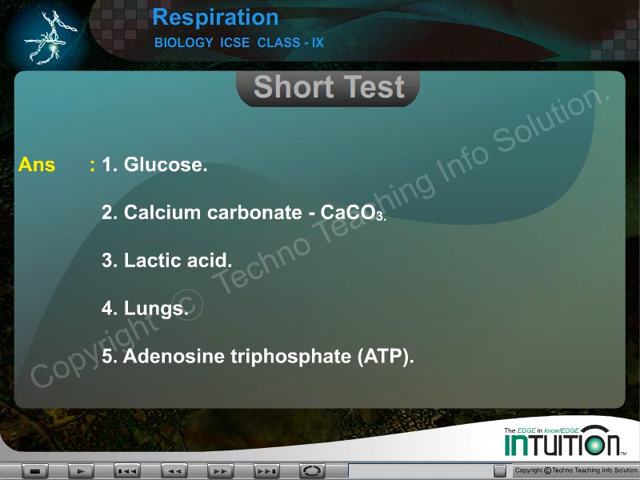 Respiration
BIOLOGY ICSE CLASS - IX
Short Test
Ans : 1. Glucose.
2. Calcium carbonate - CaCO₃.
3. Lactic acid.
4. Lungs.
5. Adenosine triphosphate (ATP).
Copyright © Techno Teaching Info Solution.
The EDGE in knowlEDGE
INTUITION™
Copyright © Techno Teaching Info Solution